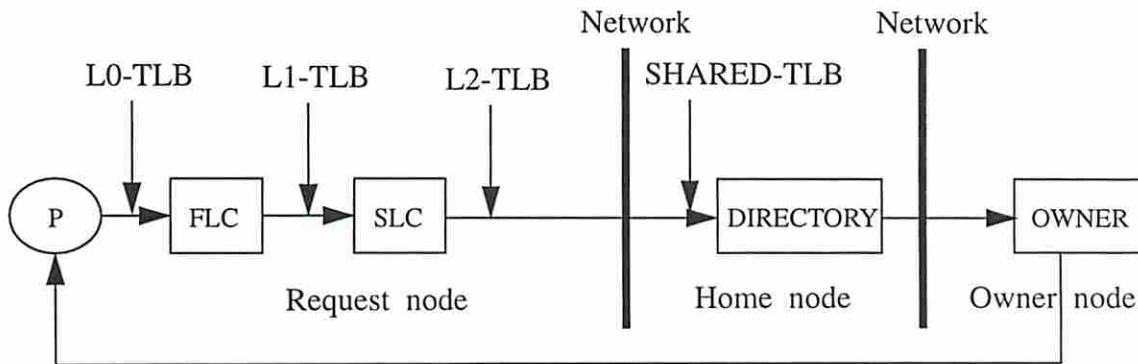 Network
Network
L0-TLB
L1-TLB
L2-TLB
SHARED-TLB
P
FLC
SLC
DIRECTORY
OWNER
Request node
Home node
Owner node